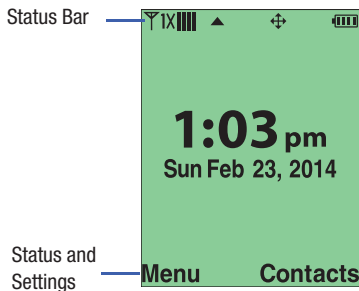 Status Bar
1X
1:03 pm
Sun Feb 23, 2014
Status and
Settings
Menu Contacts